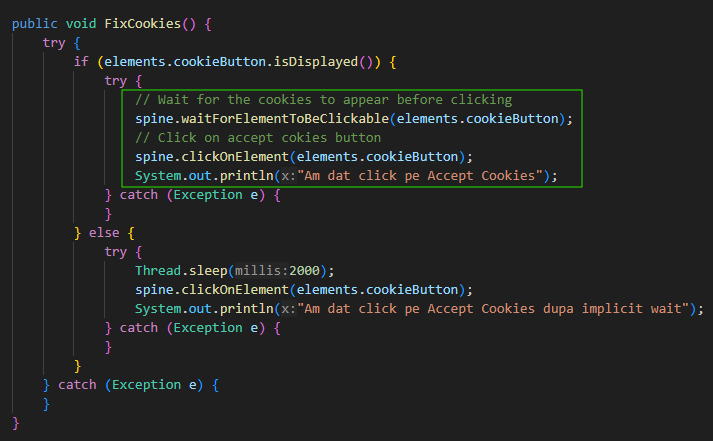 public void FixCookies() {
try {
if (elements.cookieButton.isDisplayed()) {
try {
// Wait for the cookies to appear before clicking
spine.waitForElementToBeClickable(elements.cookieButton);
// Click on accept cokies button
spine.clickOnElement(elements.cookieButton);
System.out.println(x:"Am dat click pe Accept Cookies");
} catch (Exception e) {
}
} else {
try {
Thread.sleep(millis:2000);
spine.clickOnElement(elements.cookieButton);
System.out.println(x:"Am dat click pe Accept Cookies dupa implicit wait");
} catch (Exception e) {
}
}
} catch (Exception e) {
}
}